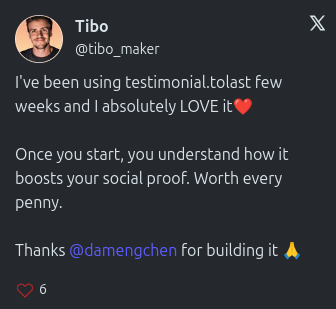 Tibo
@tibo_maker
I've been using testimonial.tolast few
weeks and I absolutely LOVE it❤️
Once you start, you understand how it
boosts your social proof. Worth every
penny.
Thanks @damengchen for building it 🙏
6